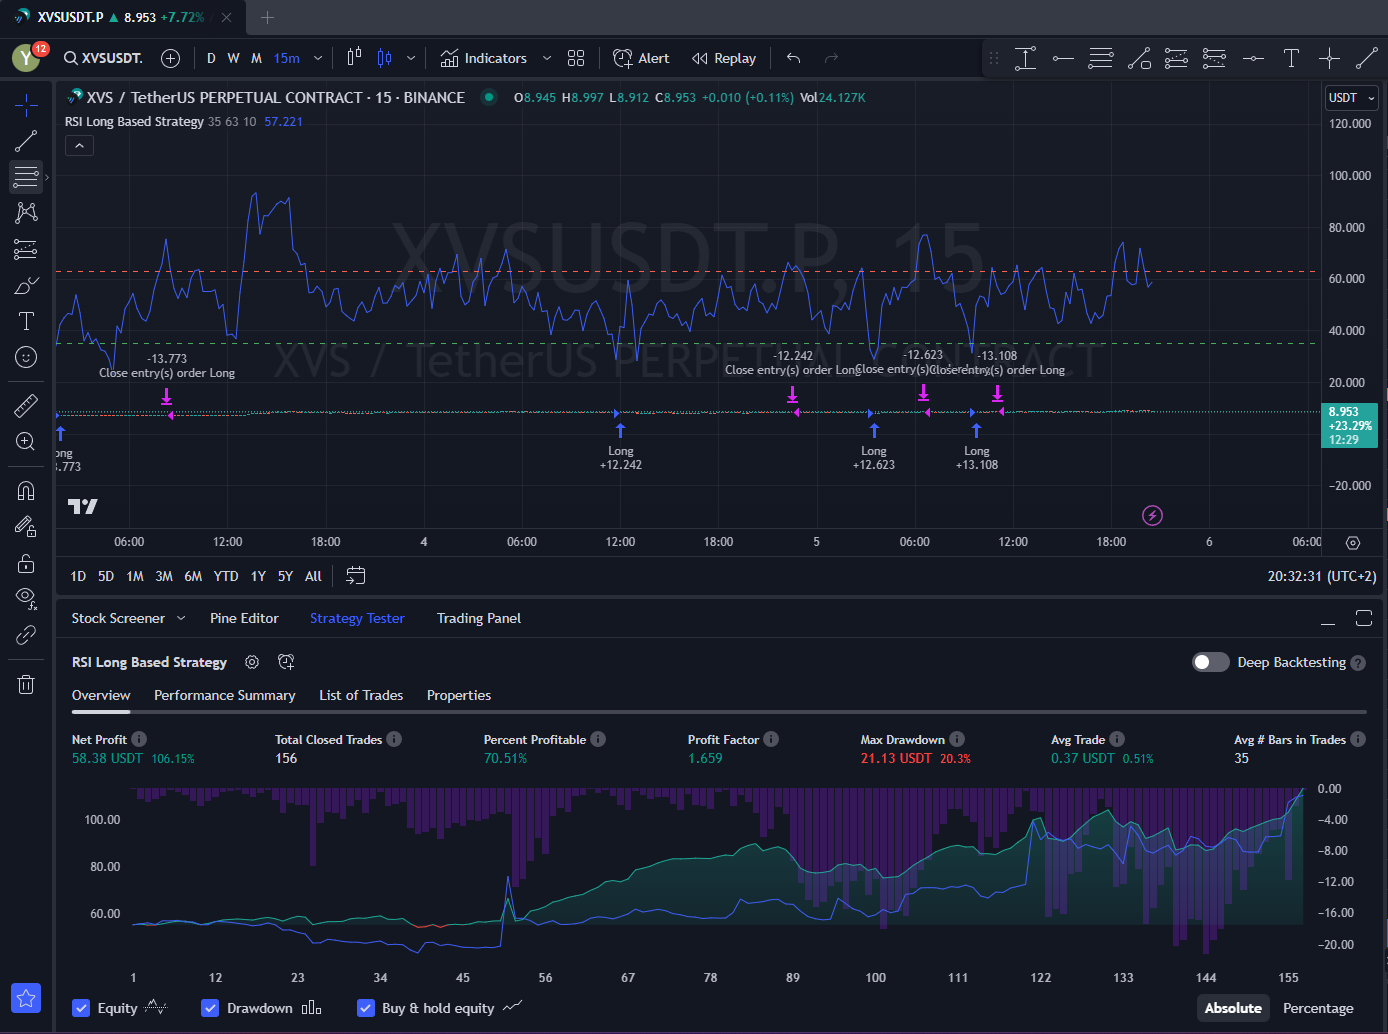 XVSUSDT.P ▲ 8.953 +7.72% /
Y 12 XVSUSDT. D W M 15m Indicators Alert Replay
XVS / TetherUS PERPETUAL CONTRACT · 15 · BINANCE O8.945 H8.997 L8.912 C8.953 +0.010 (+0.11%) Vol24.127K
USDT
RSI Long Based Strategy 35 63 10 57.221
120.000
100.000
80.000
60.000
40.000
20.000
8.953
+23.29%
12:29
−20.000
XVSUSDT.P, 15
XVS / TetherUS PERPETUAL CONTRACT
-13.773
Close entry(s) order Long
-12.242
Close entry(s) order Long
-12.623
Close entry(s)
-13.108
Close entry(s) order Long
Long
+12.242
Long
+12.623
Long
+13.108
ong
3.773
06:00 12:00 18:00 4 06:00 12:00 18:00 5 06:00 12:00 18:00 6 06:00
1D 5D 1M 3M 6M YTD 1Y 5Y All 20:32:31 (UTC+2)
Stock Screener Pine Editor Strategy Tester Trading Panel
RSI Long Based Strategy Deep Backtesting ?
Overview Performance Summary List of Trades Properties
Net Profit Total Closed Trades Percent Profitable Profit Factor Max Drawdown Avg Trade Avg # Bars in Trades
58.38 USDT 106.15% 156 70.51% 1.659 21.13 USDT 20.3% 0.37 USDT 0.51% 35
100.00
80.00
60.00
0.00
−4.00
−8.00
−12.00
−16.00
−20.00
1 12 23 34 45 56 67 78 89 100 111 122 133 144 155
Equity Drawdown Buy & hold equity Absolute Percentage